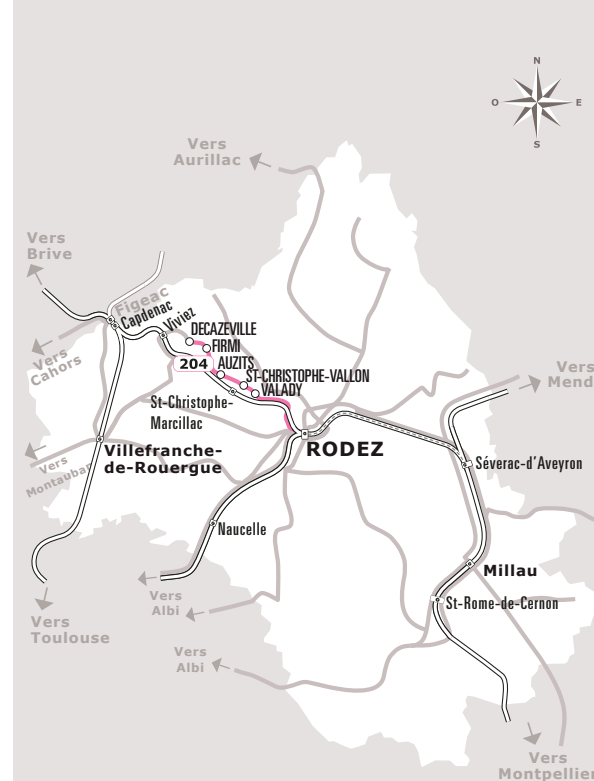 N
O
E
S
Vers
Aurillac
Vers
Brive
Figeac
Capdenac
Viviez
DECAZEVILLE
FIRMI
Vers
Cahors
204
AUZITS
ST-CHRISTOPHE-VALLON
VALADY
Vers
Mend
St-Christophe-
Marcillac
RODEZ
Villefranche-
de-Rouergue
Vers
Montauban
Séverac-d'Aveyron
Naucelle
Millau
St-Rome-de-Cernon
Vers
Albi
Vers
Toulouse
Vers
Albi
Vers
Montpellier